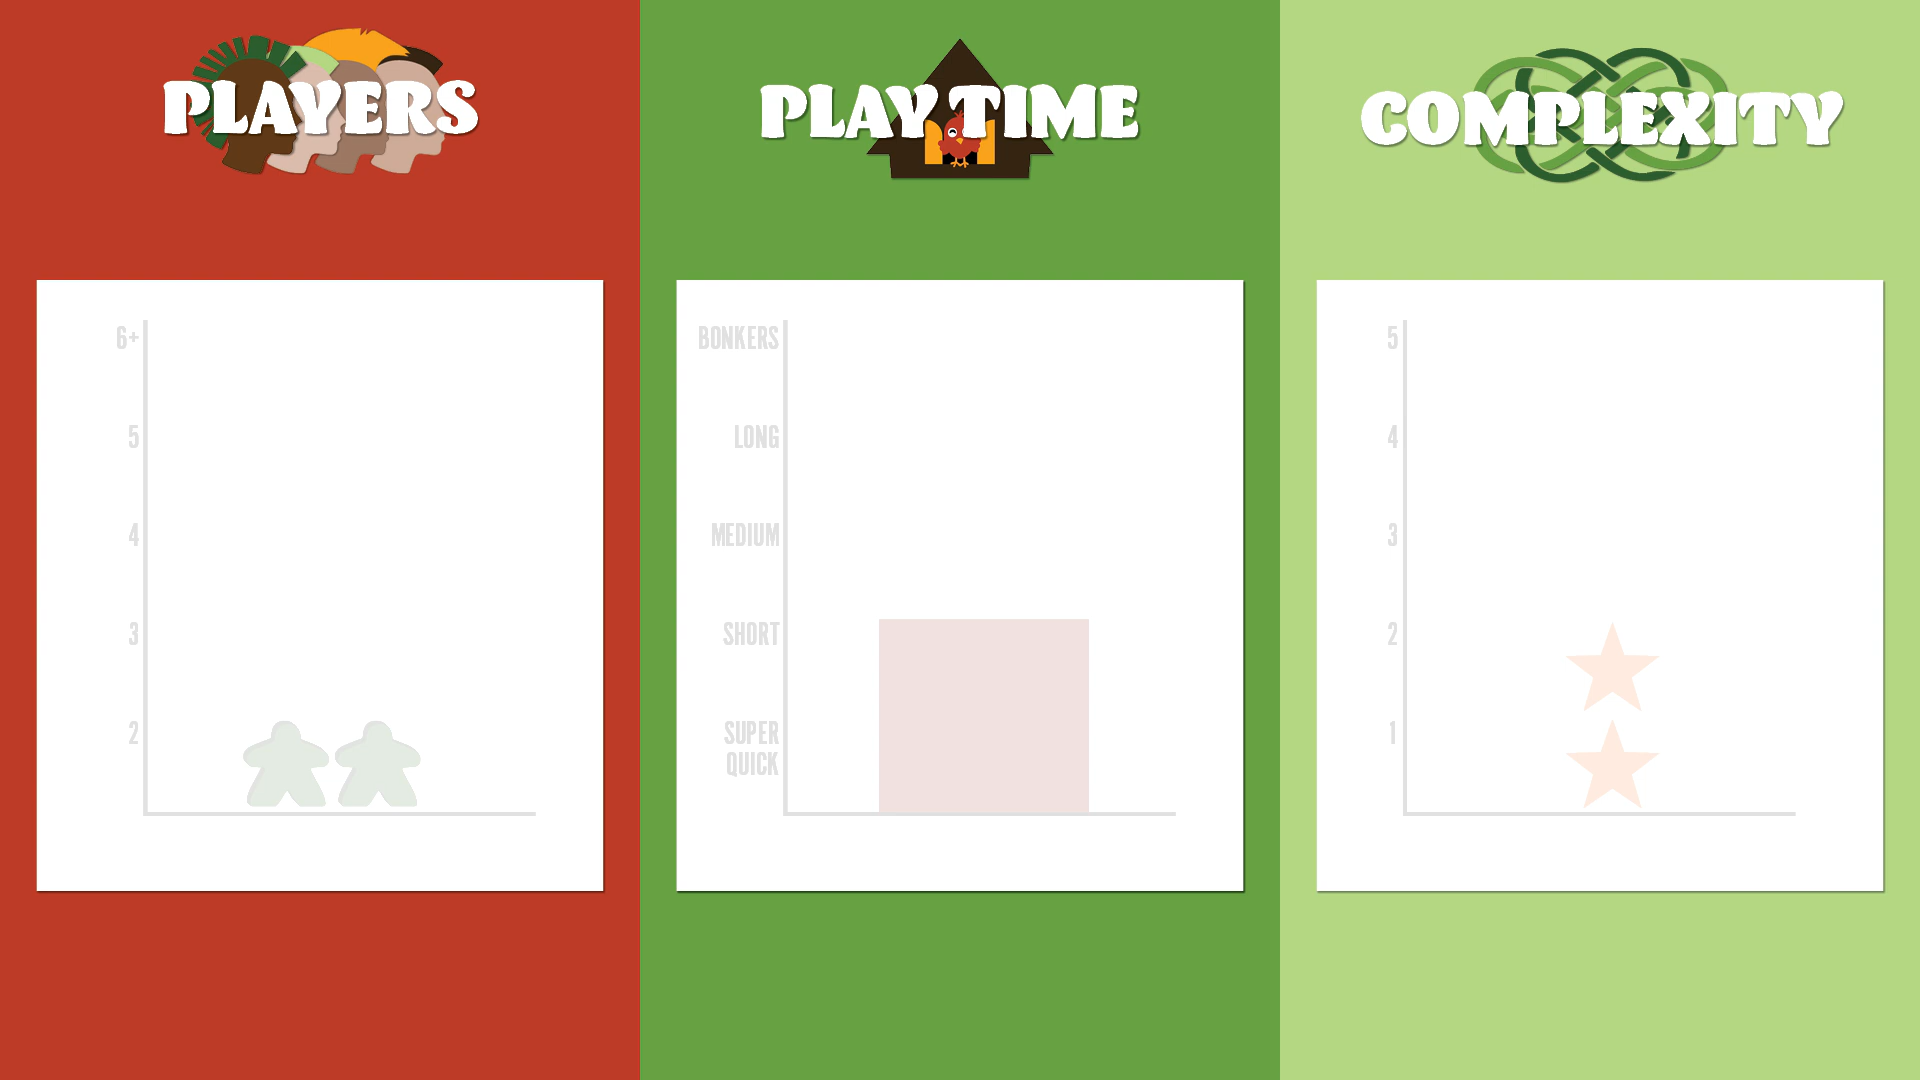 PLAYERS
6+
5
4
3
2
PLAY TIME
BONKERS
LONG
MEDIUM
SHORT
SUPER
QUICK
COMPLEXITY
5
4
3
2
1